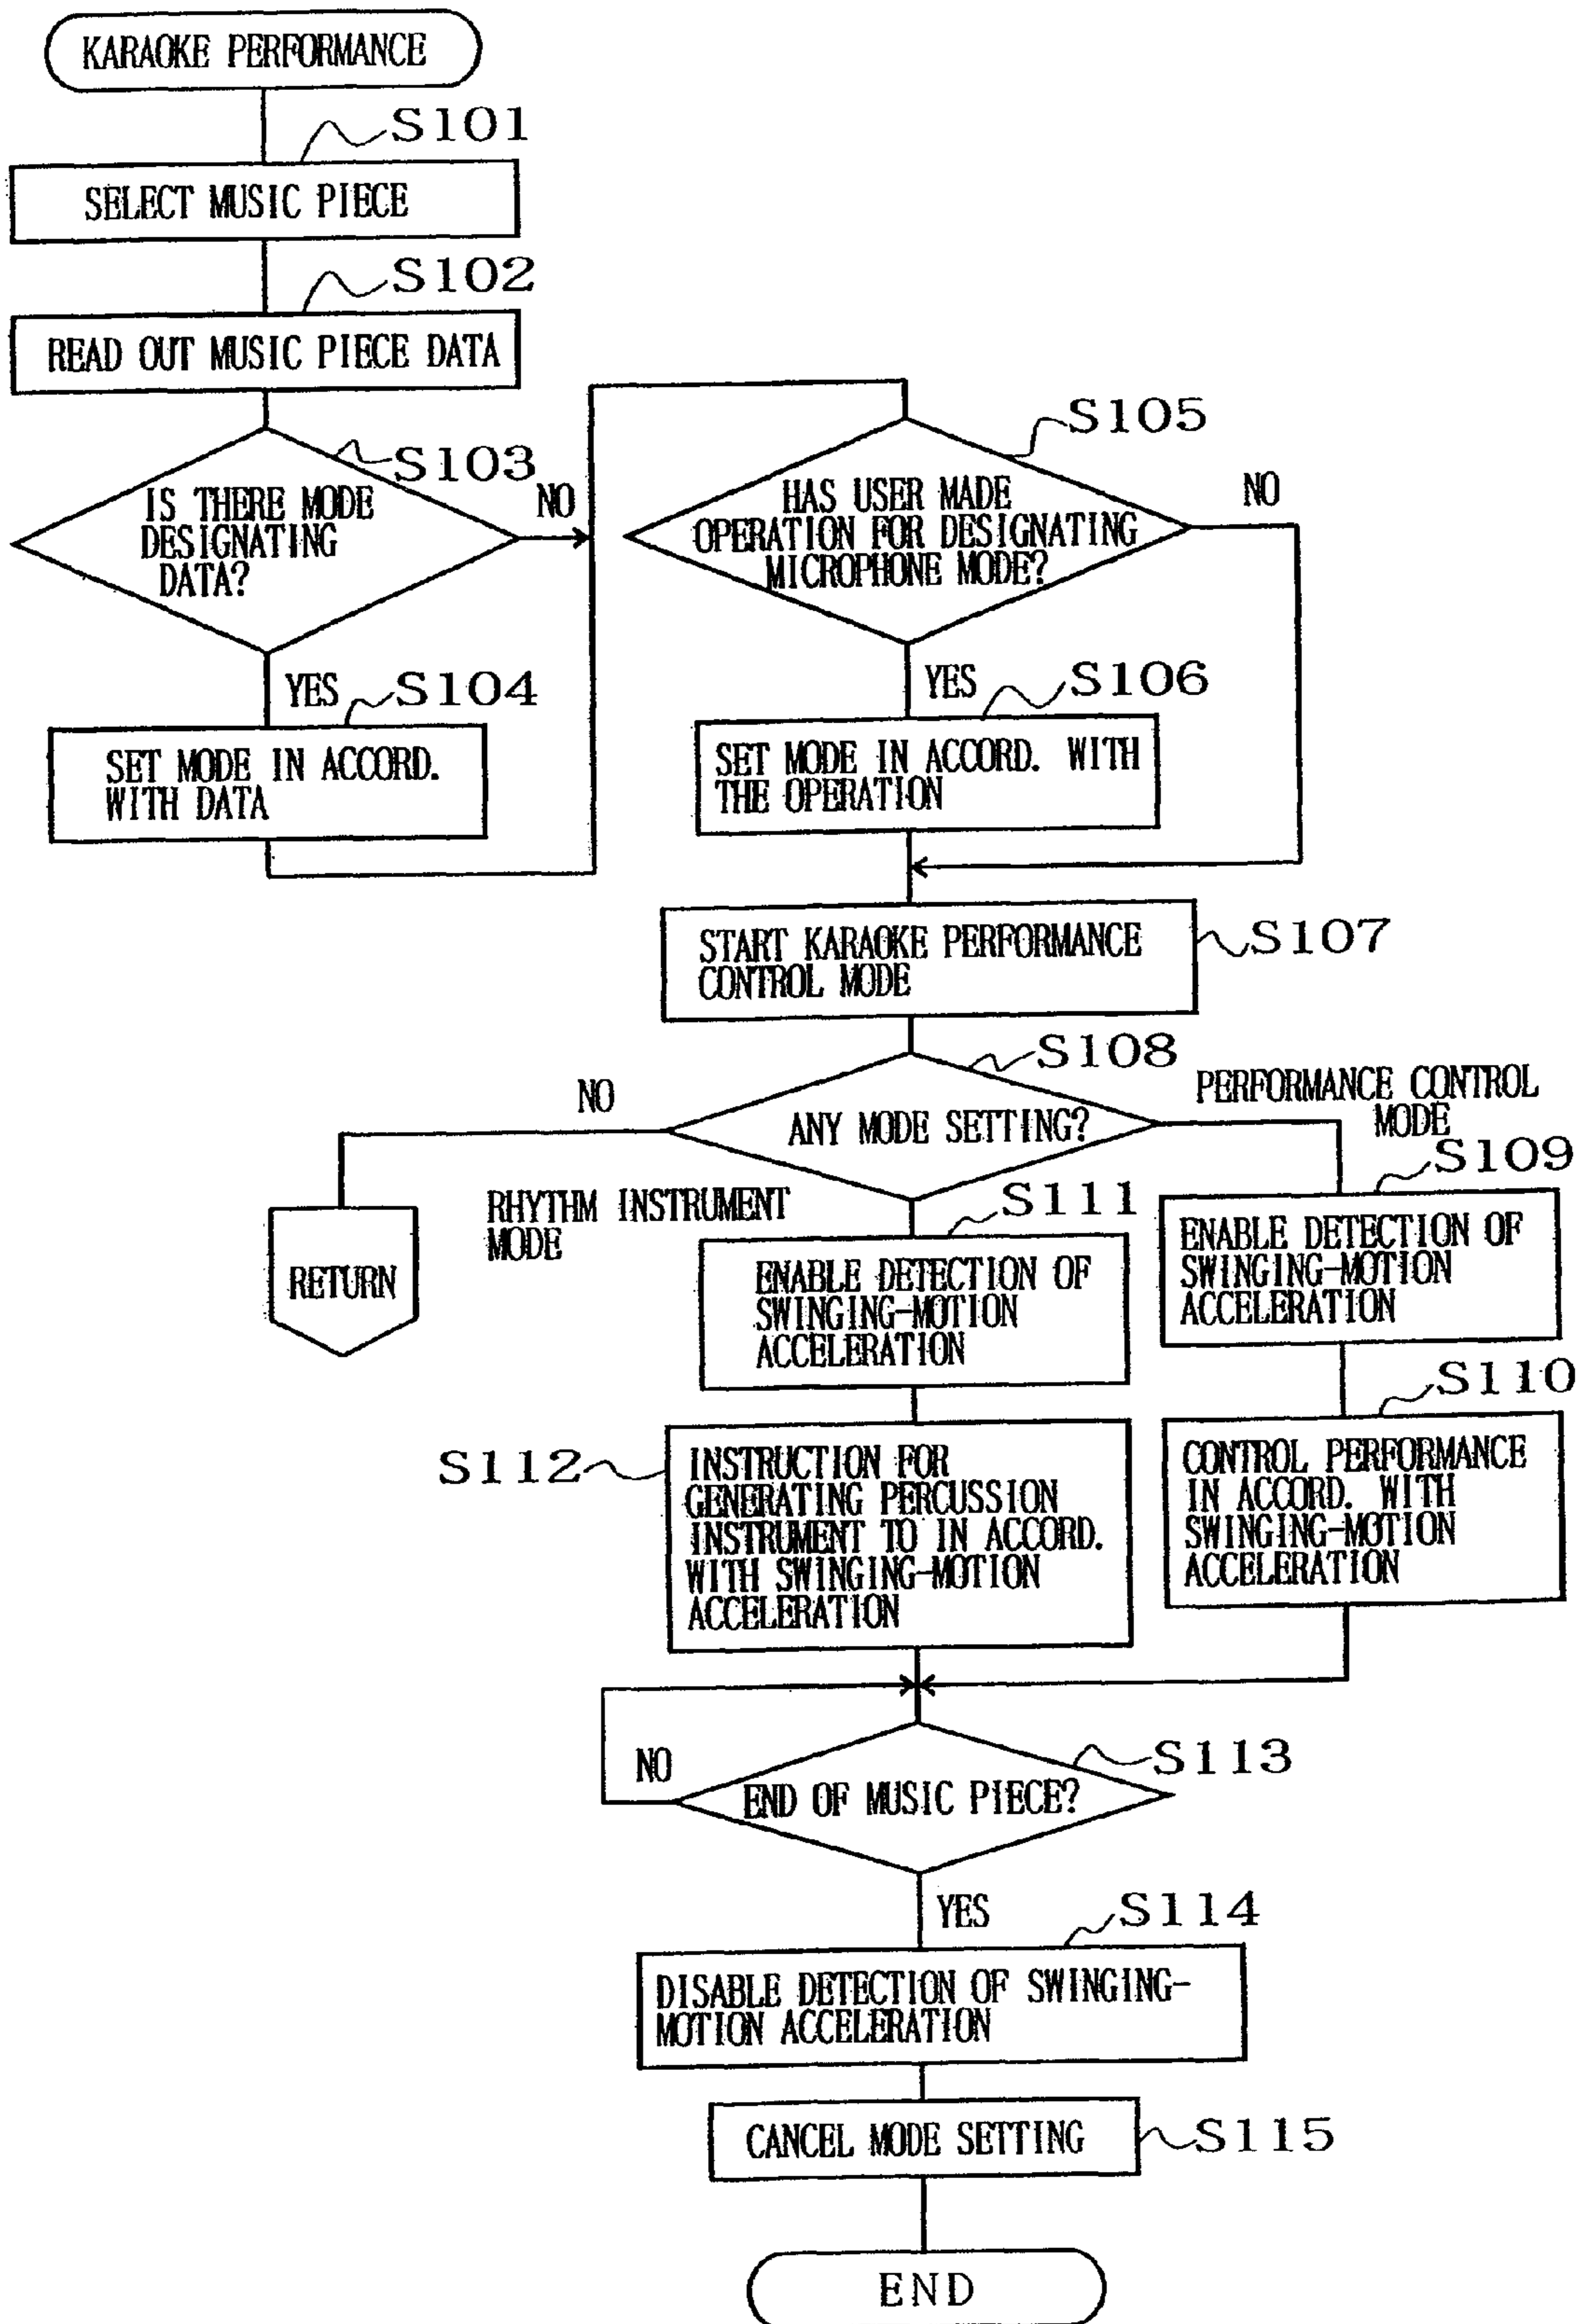 KARAOKE PERFORMANCE
S101
SELECT MUSIC PIECE
S102
READ OUT MUSIC PIECE DATA
S103
IS THERE MODE
DESIGNATING
DATA?
NO
YES
S104
SET MODE IN ACCORD.
WITH DATA
S105
HAS USER MADE
OPERATION FOR DESIGNATING
MICROPHONE MODE?
NO
YES
S106
SET MODE IN ACCORD. WITH
THE OPERATION
START KARAOKE PERFORMANCE
CONTROL MODE
S107
S108
ANY MODE SETTING?
NO
RETURN
PERFORMANCE CONTROL
MODE
S109
ENABLE DETECTION OF
SWINGING-MOTION
ACCELERATION
S110
CONTROL PERFORMANCE
IN ACCORD. WITH
SWINGING-MOTION
ACCELERATION
RHYTHM INSTRUMENT
MODE
S111
ENABLE DETECTION OF
SWINGING-MOTION
ACCELERATION
S112
INSTRUCTION FOR
GENERATING PERCUSSION
INSTRUMENT TO IN ACCORD.
WITH SWINGING-MOTION
ACCELERATION
S113
END OF MUSIC PIECE?
NO
YES
S114
DISABLE DETECTION OF SWINGING-
MOTION ACCELERATION
CANCEL MODE SETTING
S115
END